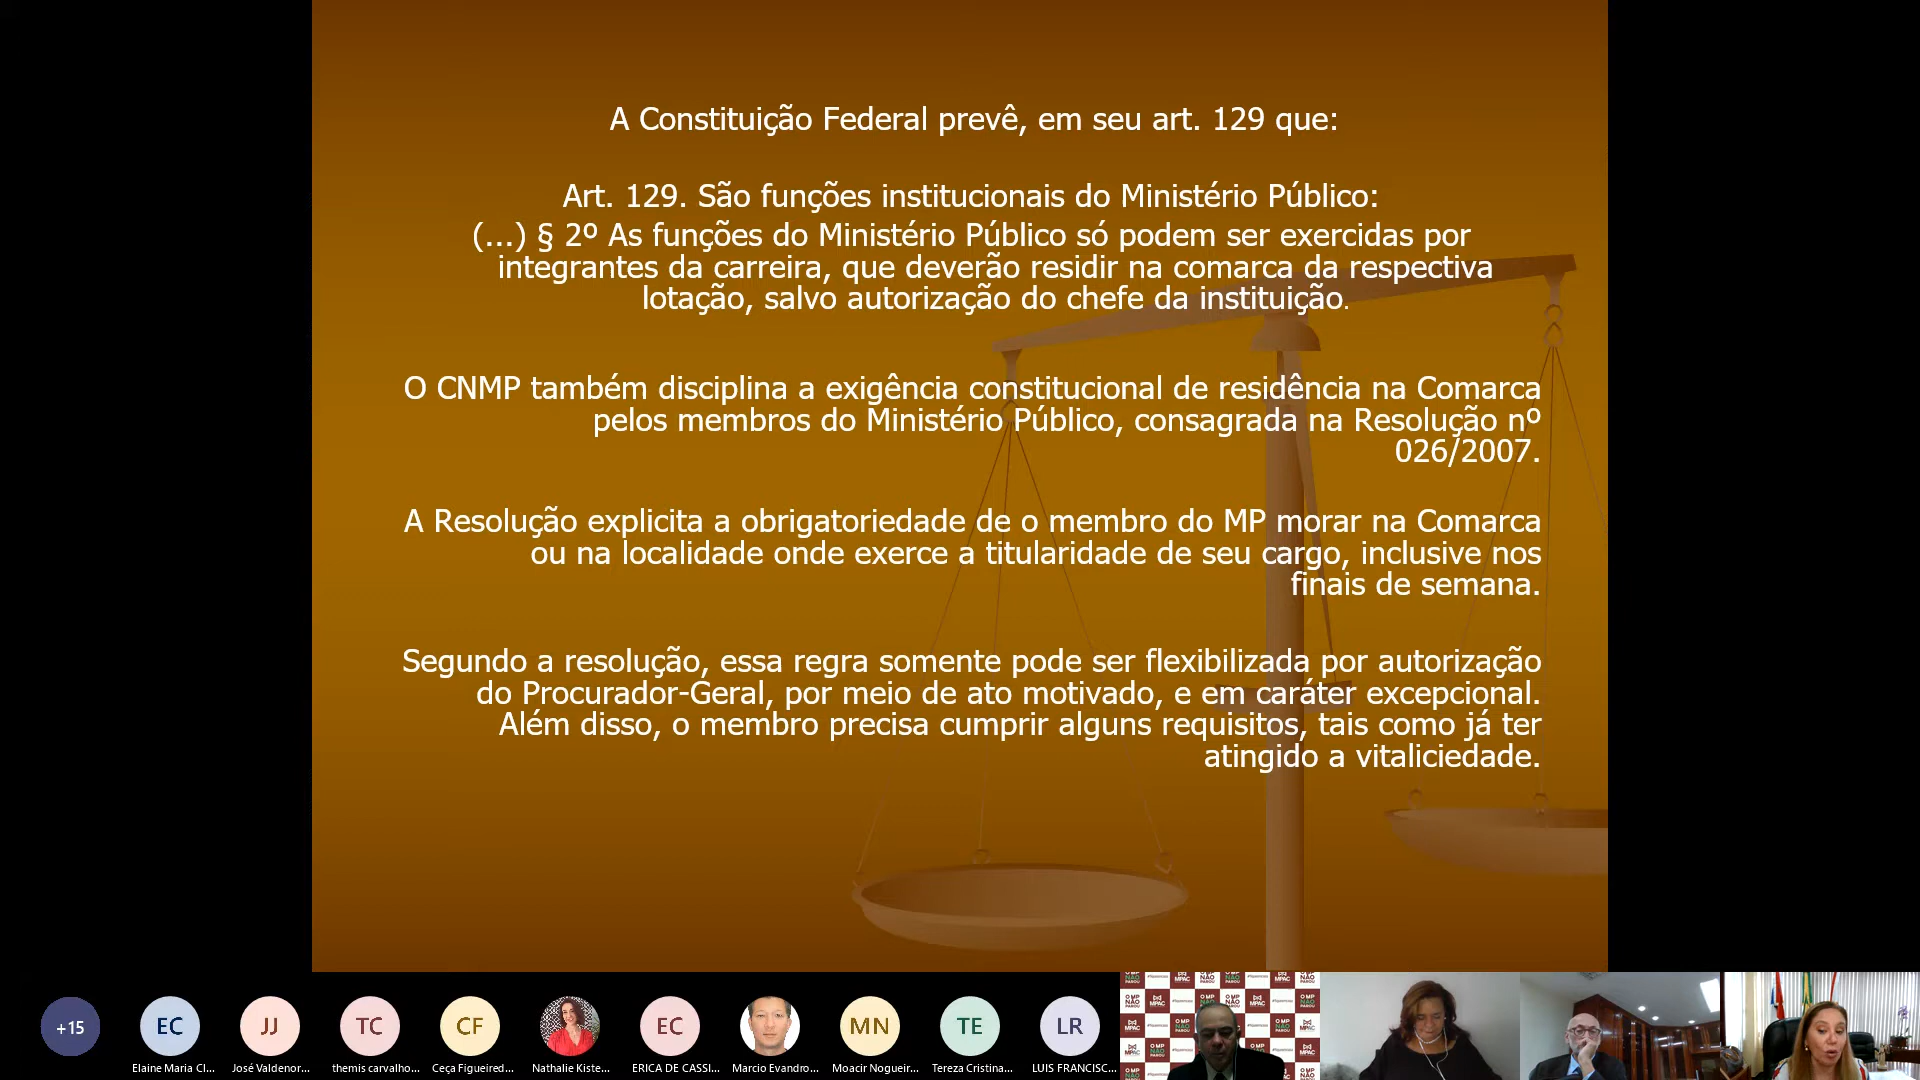 A Constituição Federal prevê, em seu art. 129 que:
Art. 129. São funções institucionais do Ministério Público:
(...) § 2º As funções do Ministério Público só podem ser exercidas por
integrantes da carreira, que deverão residir na comarca da respectiva
lotação, salvo autorização do chefe da instituição.
O CNMP também disciplina a exigência constitucional de residência na Comarca
pelos membros do Ministério Público, consagrada na Resolução nº
026/2007.
A Resolução explicita a obrigatoriedade de o membro do MP morar na Comarca
ou na localidade onde exerce a titularidade de seu cargo, inclusive nos
finais de semana.
Segundo a resolução, essa regra somente pode ser flexibilizada por autorização
do Procurador-Geral, por meio de ato motivado, e em caráter excepcional.
Além disso, o membro precisa cumprir alguns requisitos, tais como já ter
atingido a vitaliciedade.
+15
EC
JJ
TC
CF
EC
MN
TE
LR
Elaine Maria Cl...
José Valdenor...
themis carvalho...
Ceça Figueired...
Nathalie Kiste...
ERICA DE CASSI...
Marcio Evandro...
Moacir Nogueir...
Tereza Cristina...
LUIS FRANCISC...
O MP
NÃO
PAROU
MPAC